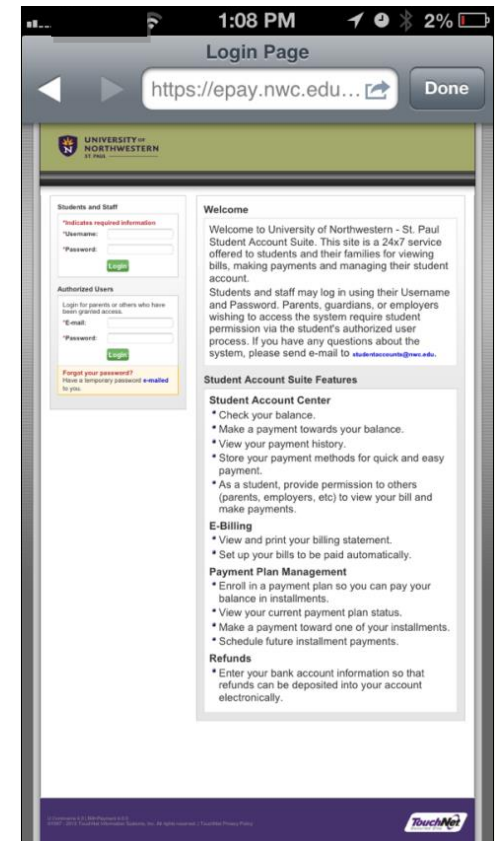 1:08 PM
2%
Login Page
https://epay.nwc.edu...
Done
UNIVERSITY OF
NORTHWESTERN
ST. PAUL
Students and Staff
*Indicates required information
*Username:
*Password:
Login
Authorized Users
Login for parents or others who have
been granted access.
*E-mail:
*Password:
Login
Forgot your password?
Have a temporary password e-mailed
to you.
Welcome
Welcome to University of Northwestern - St. Paul
Student Account Suite. This site is a 24x7 service
offered to students and their families for viewing
bills, making payments and managing their student
account.
Students and staff may log in using their Username
and Password. Parents, guardians, or employers
wishing to access the system require student
permission via the student's authorized user
process. If you have any questions about the
system, please send e-mail to studentaccounts@nwc.edu.
Student Account Suite Features
Student Account Center
• Check your balance.
• Make a payment towards your balance.
• View your payment history.
• Store your payment methods for quick and easy
payment.
• As a student, provide permission to others
(parents, employers, etc) to view your bill and
make payments.
E-Billing
• View and print your billing statement.
• Set up your bills to be paid automatically.
Payment Plan Management
• Enroll in a payment plan so you can pay your
balance in installments.
• View your current payment plan status.
• Make a payment toward one of your installments.
• Schedule future installment payments.
Refunds
• Enter your bank account information so that
refunds can be deposited into your account
electronically.
TouchNet Information Systems, Inc. All rights reserved. | TouchNet Privacy Policy
TouchNet